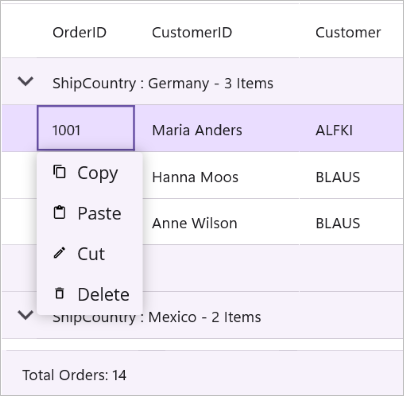 OrderID CustomerID Customer
ShipCountry : Germany - 3 Items
1001 Maria Anders ALFKI
Copy
Hanna Moos BLAUS
Paste
Anne Wilson BLAUS
Cut
Delete
ShipCountry : Mexico - 2 Items
Total Orders: 14